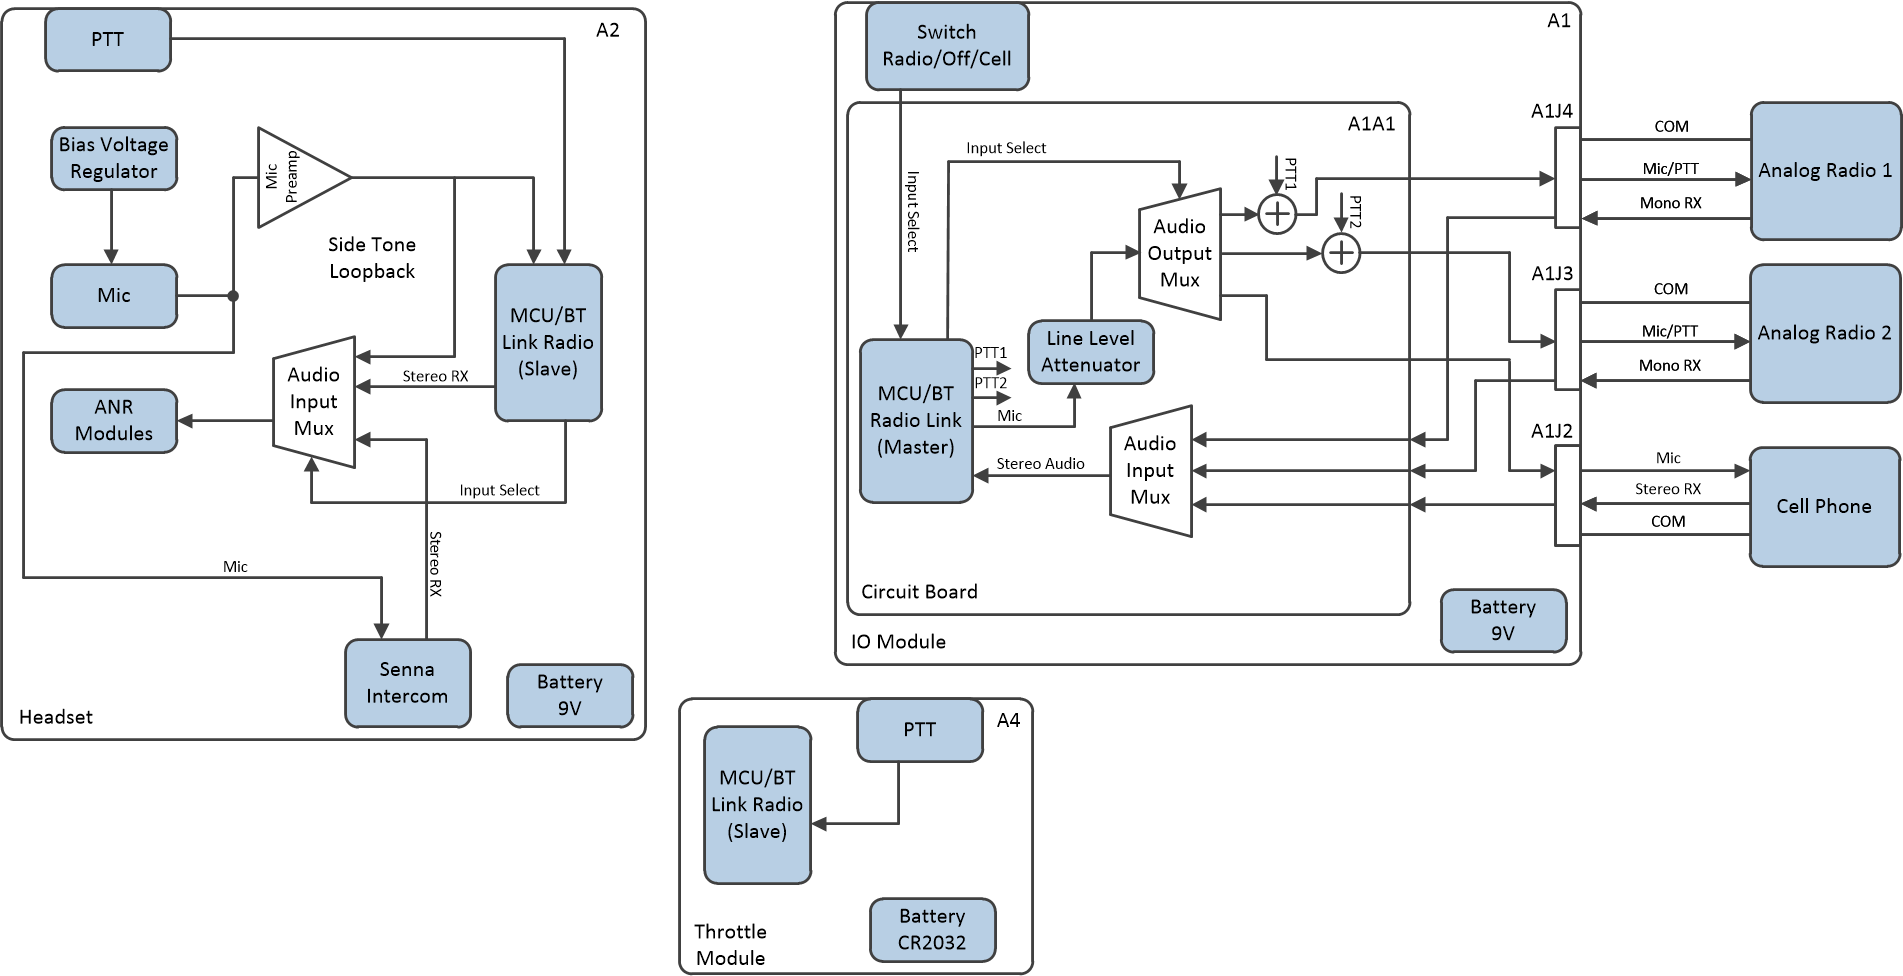 PTT
A2
Bias Voltage
Regulator
Mic
Preamp
Side Tone
Loopback
Mic
MCU/BT
Link Radio
(Slave)
Audio
Input
Mux
Stereo RX
ANR
Modules
Input Select
Stereo RX
Mic
Senna
Intercom
Battery
9V
Headset
Switch
Radio/Off/Cell
A1
A1A1
Input Select
Input Select
PTT1
PTT2
Audio
Output
Mux
Line Level
Attenuator
MCU/BT
Radio Link
(Master)
PTT1
PTT2
Mic
Stereo Audio
Audio
Input
Mux
Circuit Board
IO Module
Battery
9V
A1J4
COM
Mic/PTT
Mono RX
Analog Radio 1
A1J3
COM
Mic/PTT
Mono RX
Analog Radio 2
A1J2
Mic
Stereo RX
COM
Cell Phone
PTT
A4
MCU/BT
Link Radio
(Slave)
Battery
CR2032
Throttle
Module